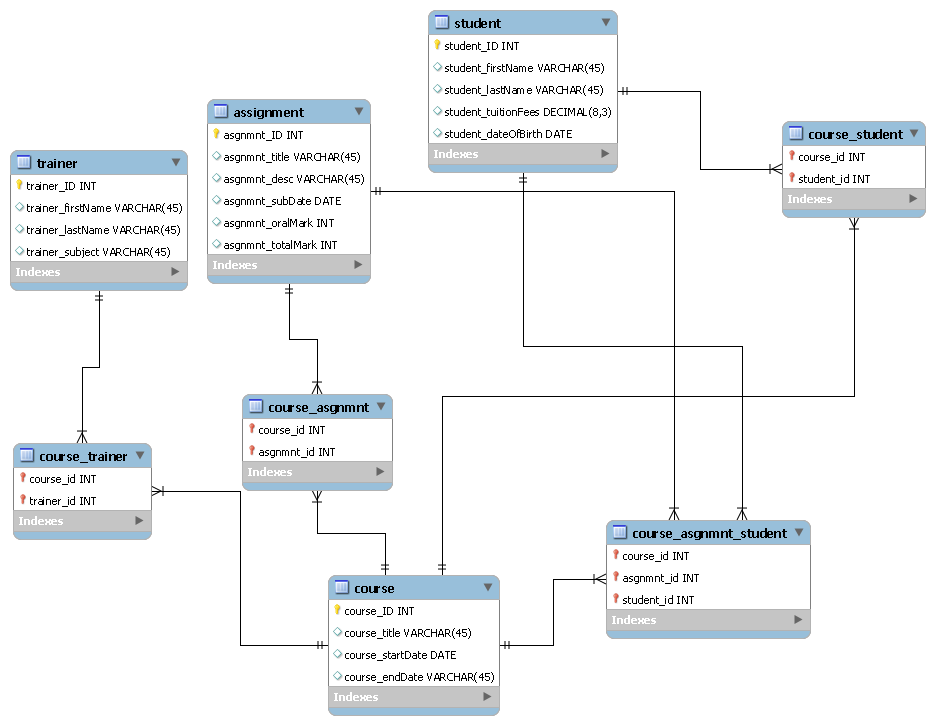 student
student_ID INT
student_firstName VARCHAR(45)
student_lastName VARCHAR(45)
student_tuitionFees DECIMAL(8,3)
student_dateOfBirth DATE
Indexes
assignment
asgnmnt_ID INT
asgnmnt_title VARCHAR(45)
asgnmnt_desc VARCHAR(45)
asgnmnt_subDate DATE
asgnmnt_oralMark INT
asgnmnt_totalMark INT
Indexes
course_student
course_id INT
student_id INT
Indexes
trainer
trainer_ID INT
trainer_firstName VARCHAR(45)
trainer_lastName VARCHAR(45)
trainer_subject VARCHAR(45)
Indexes
course_asgnmnt
course_id INT
asgnmnt_id INT
Indexes
course_trainer
course_id INT
trainer_id INT
Indexes
course_asgnmnt_student
course_id INT
asgnmnt_id INT
student_id INT
Indexes
course
course_ID INT
course_title VARCHAR(45)
course_startDate DATE
course_endDate VARCHAR(45)
Indexes